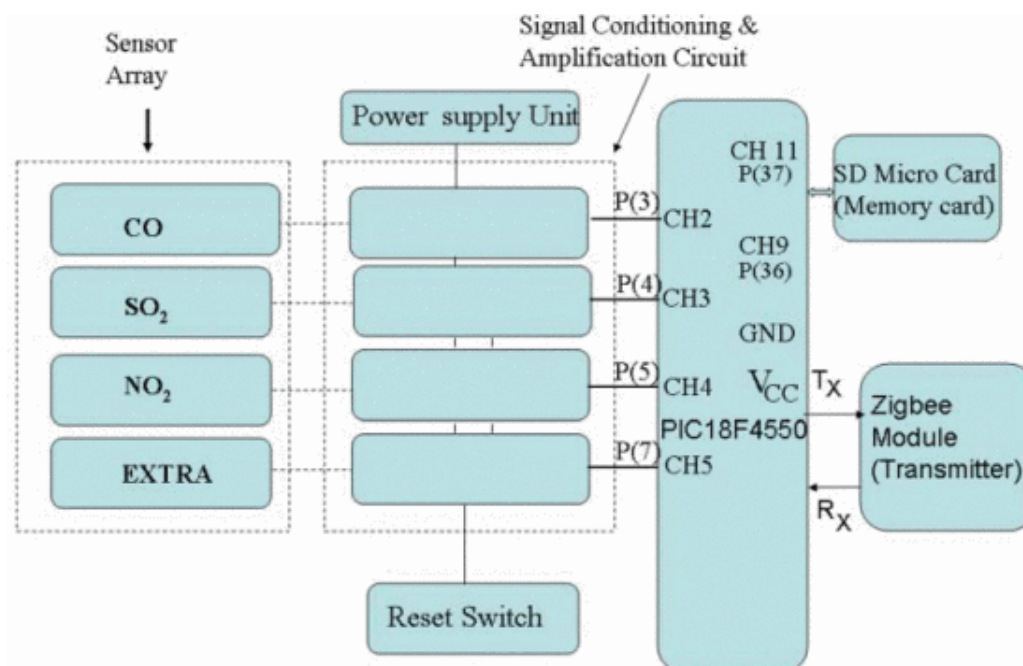 Sensor
Array
Signal Conditioning &
Amplification Circuit
Power supply Unit
CO
SO₂
NO₂
EXTRA
P(3)
CH2
P(4)
CH3
P(5)
CH4
P(7)
CH5
CH 11
P(37)
CH9
P(36)
GND
VCC
PIC18F4550
SD Micro Card
(Memory card)
TX
RX
Zigbee
Module
(Transmitter)
Reset Switch